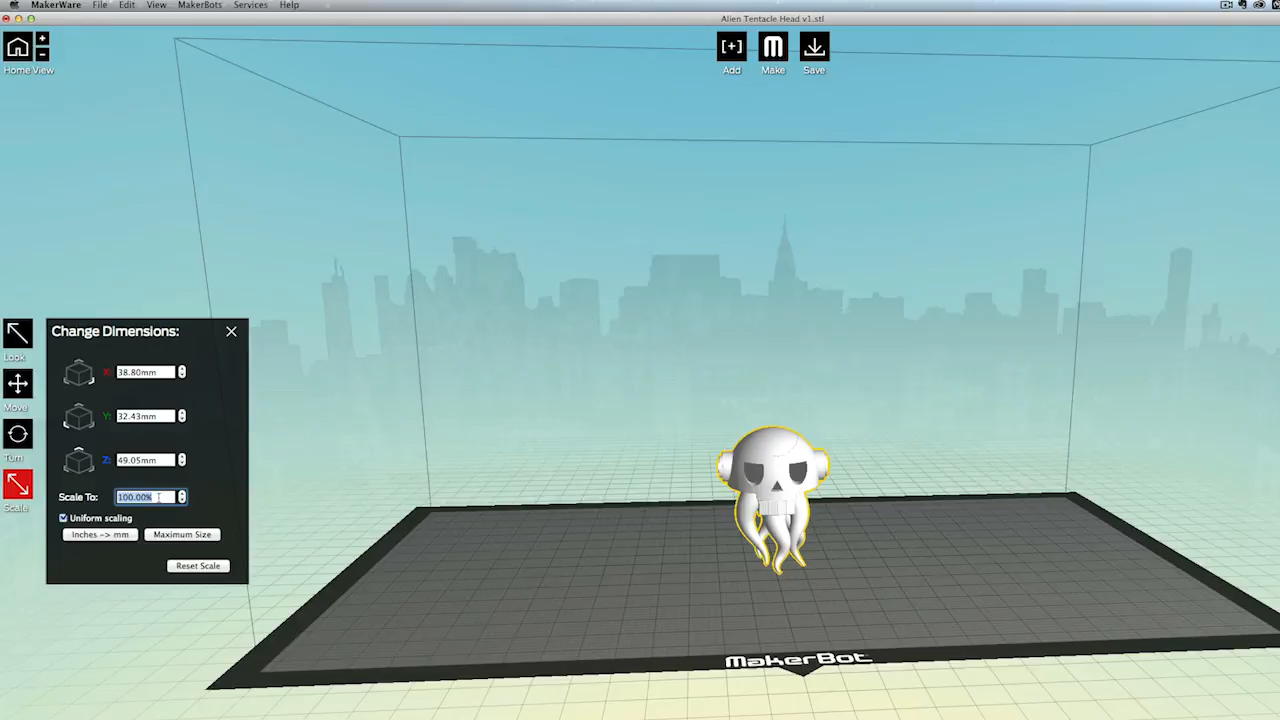 MakerWare File Edit View MakerBots Services Help
Alien Tentacle Head v1.stl
+
-
Home View
[+] M
Add Make Save
Change Dimensions:
Look
X: 38.80mm
Move
Y: 32.43mm
Turn
Z: 49.05mm
Scale
Scale To: 100.00%
Uniform scaling
Inches -> mm Maximum Size
Reset Scale
MakerBot